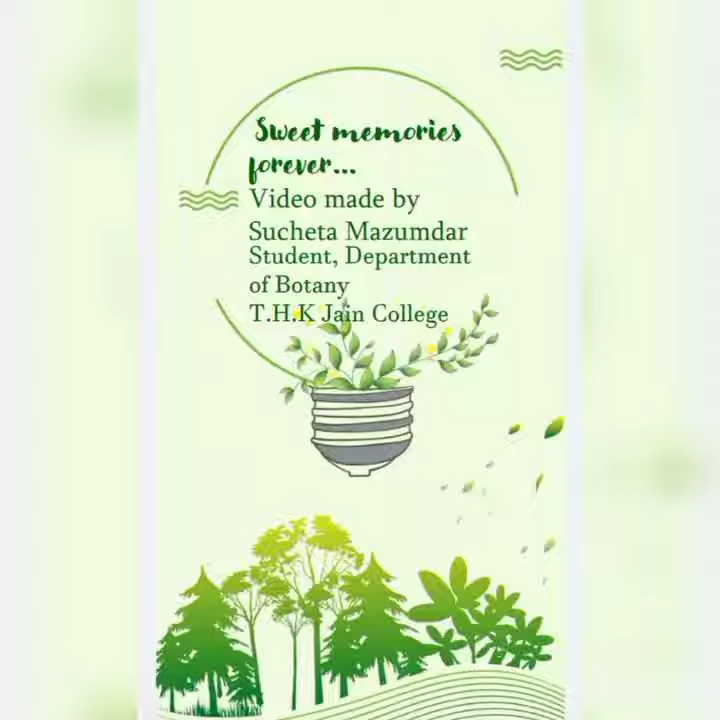 Sweet memories
forever...
Video made by
Sucheta Mazumdar
Student, Department
of Botany
T.H.K Jain College